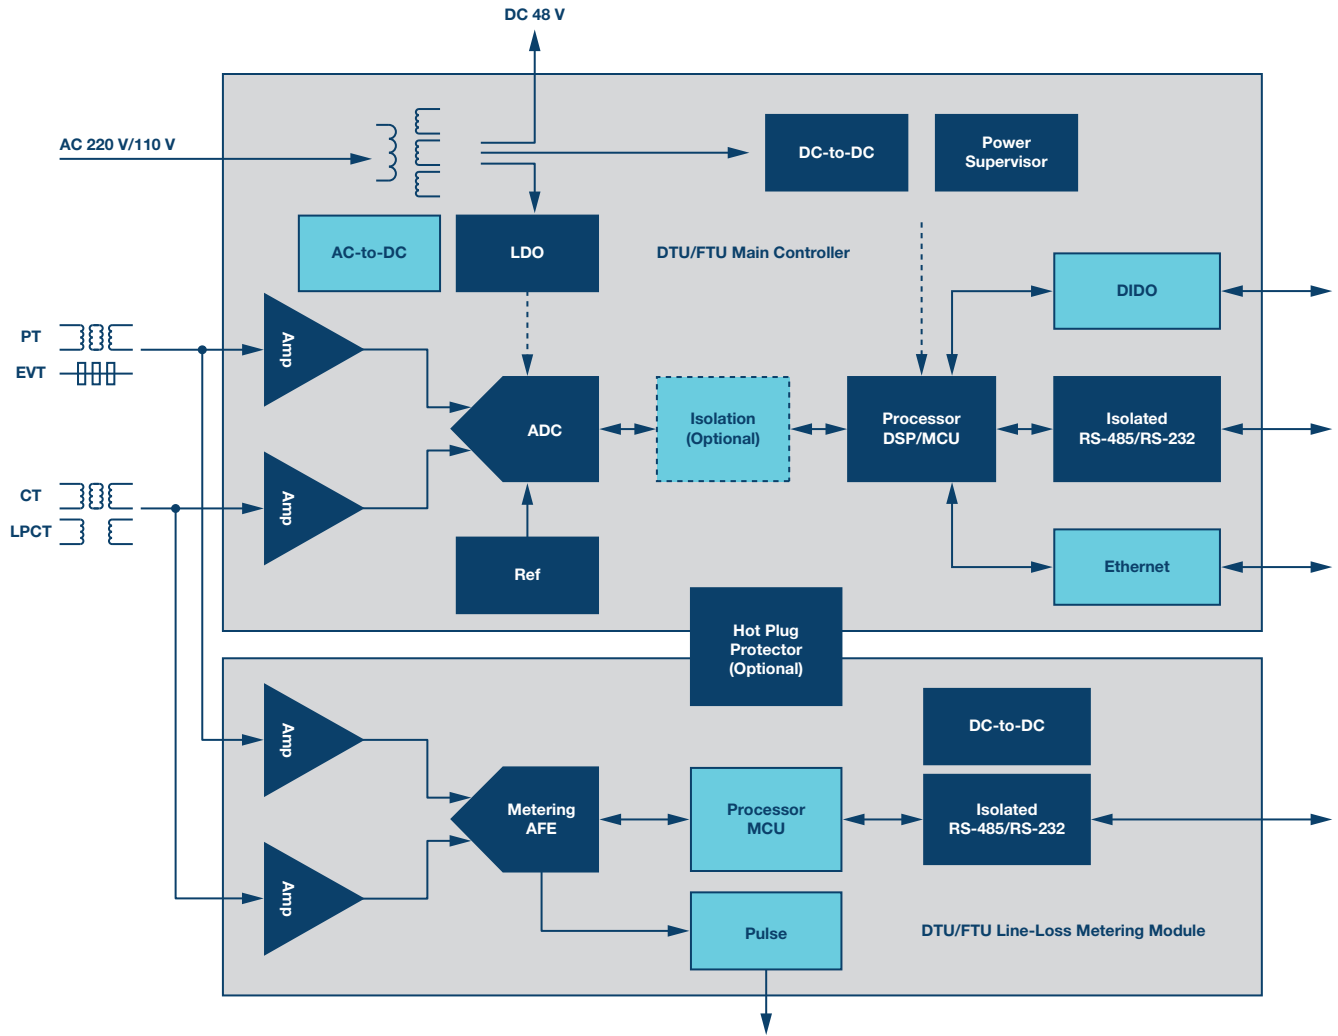 DC 48 V
AC 220 V/110 V
DC-to-DC
Power
Supervisor
AC-to-DC
LDO
DTU/FTU Main Controller
DIDO
PT
EVT
Amp
ADC
Isolation
(Optional)
Processor
DSP/MCU
Isolated
RS-485/RS-232
CT
LPCT
Amp
Ref
Ethernet
Hot Plug
Protector
(Optional)
Amp
DC-to-DC
Metering
AFE
Processor
MCU
Isolated
RS-485/RS-232
Amp
Pulse
DTU/FTU Line-Loss Metering Module